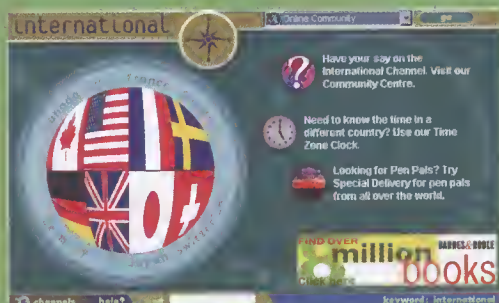 international
Online Community
go
Have your say on the
International Channel. Visit our
Community Centre.
Need to know the time in a
different country? Use our Time
Zone Clock.
Looking for Pen Pals? Try
Special Delivery for pen pals
from all over the world.
france
japan
FIND OVER
million
BARNES&NOBLE
Click here
books
channels
help?
keyword: international